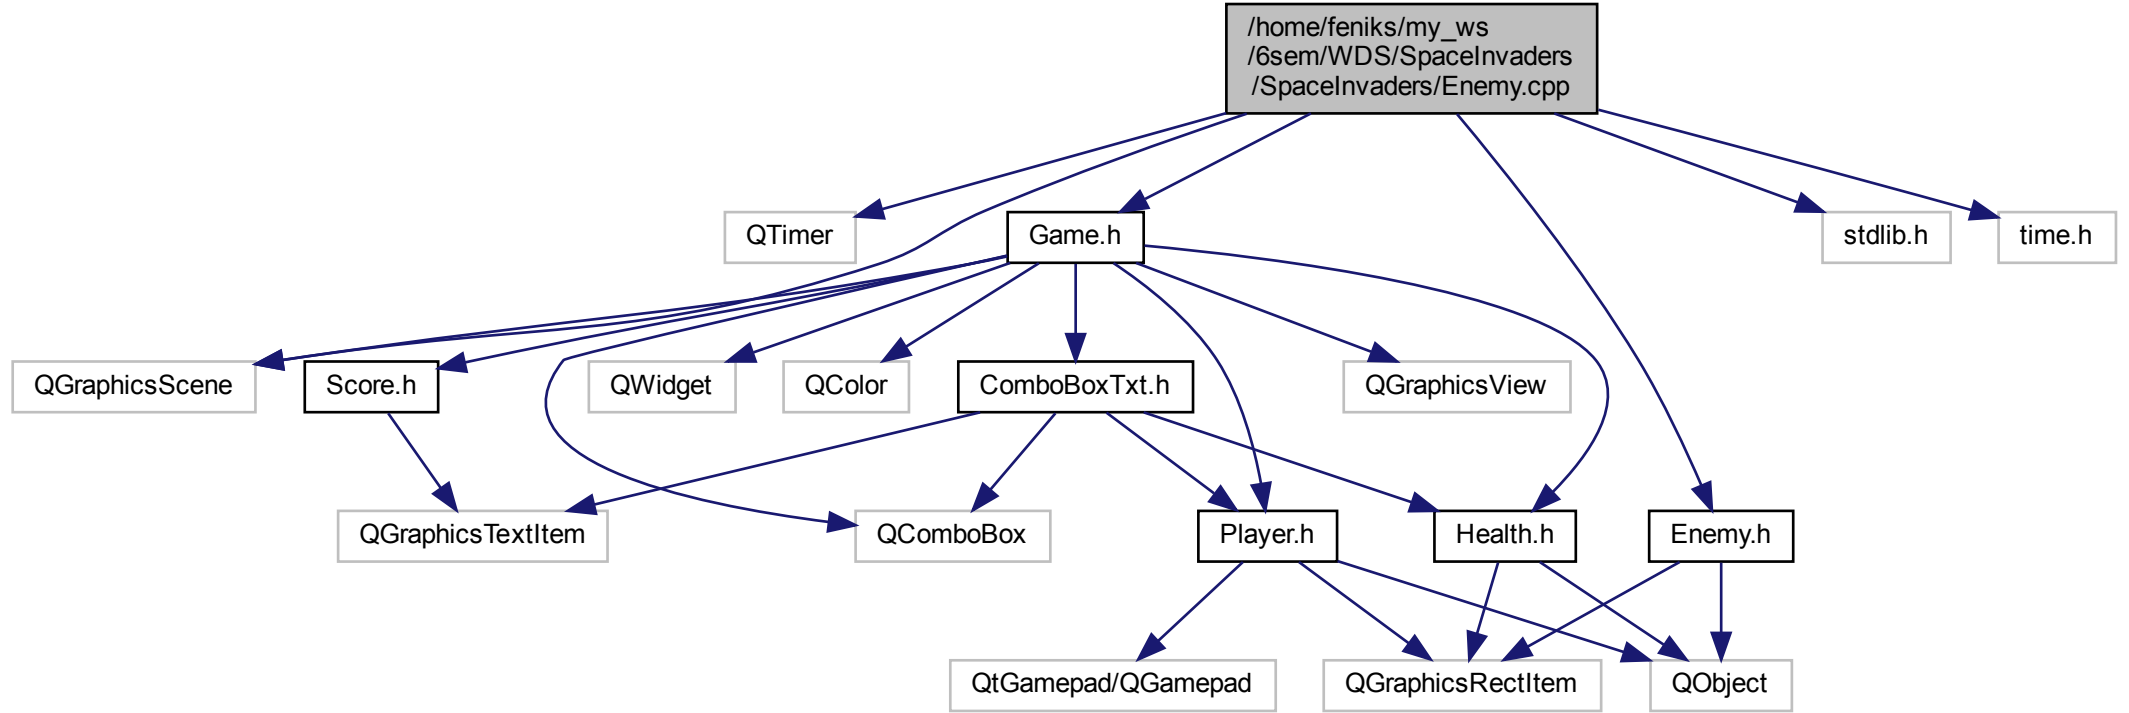 /home/feniks/my_ws
/6sem/WDS/SpaceInvaders
/SpaceInvaders/Enemy.cpp
QTimer
Game.h
stdlib.h
time.h
QGraphicsScene
Score.h
QWidget
QColor
ComboBoxTxt.h
QGraphicsView
QGraphicsTextItem
QComboBox
Player.h
Health.h
Enemy.h
QtGamepad/QGamepad
QGraphicsRectItem
QObject